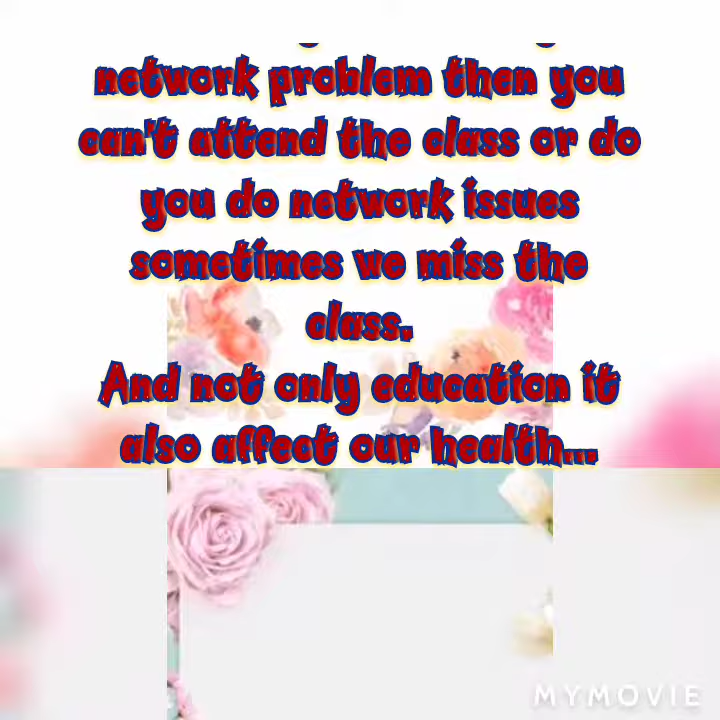 network problem then you
can't attend the class or do
you do network issues
sometimes we miss the
class.
And not only education it
also affect our health...
MYMOVIE